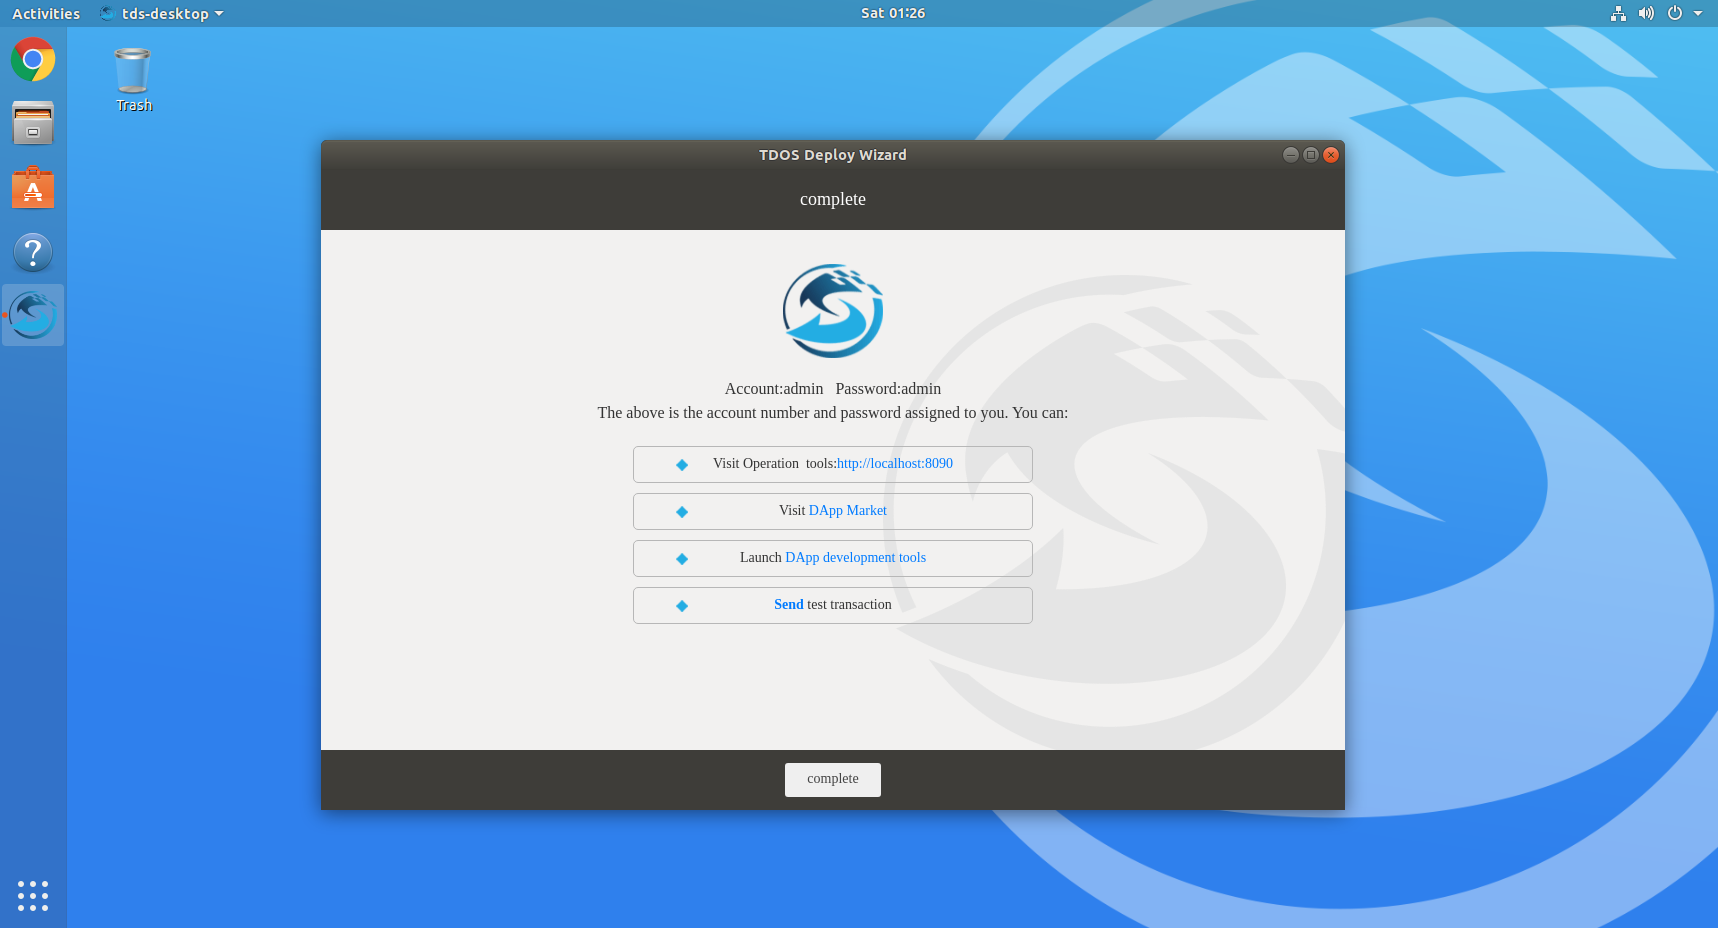 Activities tds-desktop Sat 01:26
Trash
TDOS Deploy Wizard
complete
Account:admin Password:admin
The above is the account number and password assigned to you. You can:
Visit Operation tools:http://localhost:8090
Visit DApp Market
Launch DApp development tools
Send test transaction
complete